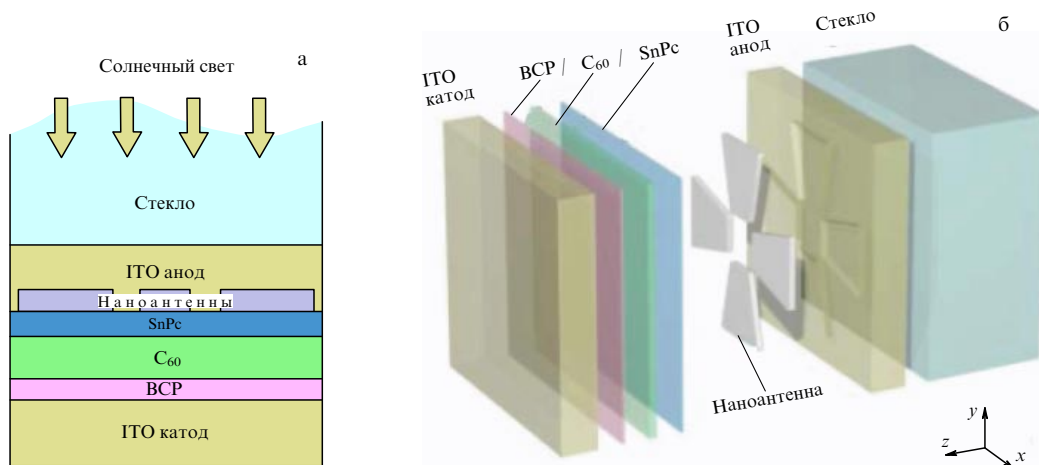 а
Солнечный свет
Стекло
ITO анод
Наноантенны
SnPc
C₆₀
BCP
ITO катод
б
ITO
катод
BCP / C₆₀ / SnPc
ITO
анод
Стекло
Наноантенна
y
z
x